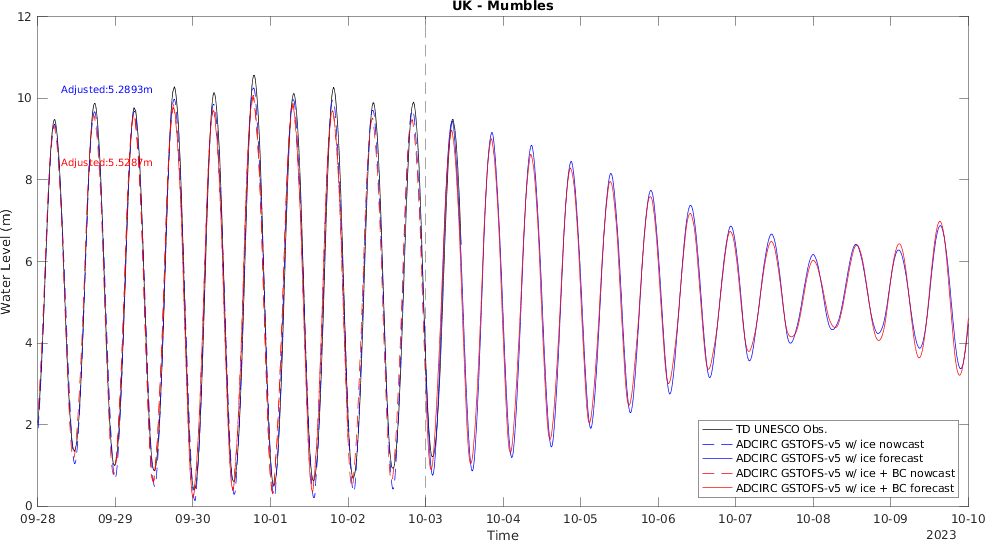 UK - Mumbles
12
10
8
6
4
2
0
Water Level (m)
Adjusted:5.2893m
Adjusted:5.5287m
TD UNESCO Obs.
ADCIRC GSTOFS-v5 w/ ice nowcast
ADCIRC GSTOFS-v5 w/ ice forecast
ADCIRC GSTOFS-v5 w/ ice + BC nowcast
ADCIRC GSTOFS-v5 w/ ice + BC forecast
09-28 09-29 09-30 10-01 10-02 10-03 10-04 10-05 10-06 10-07 10-08 10-09 10-10
Time
2023